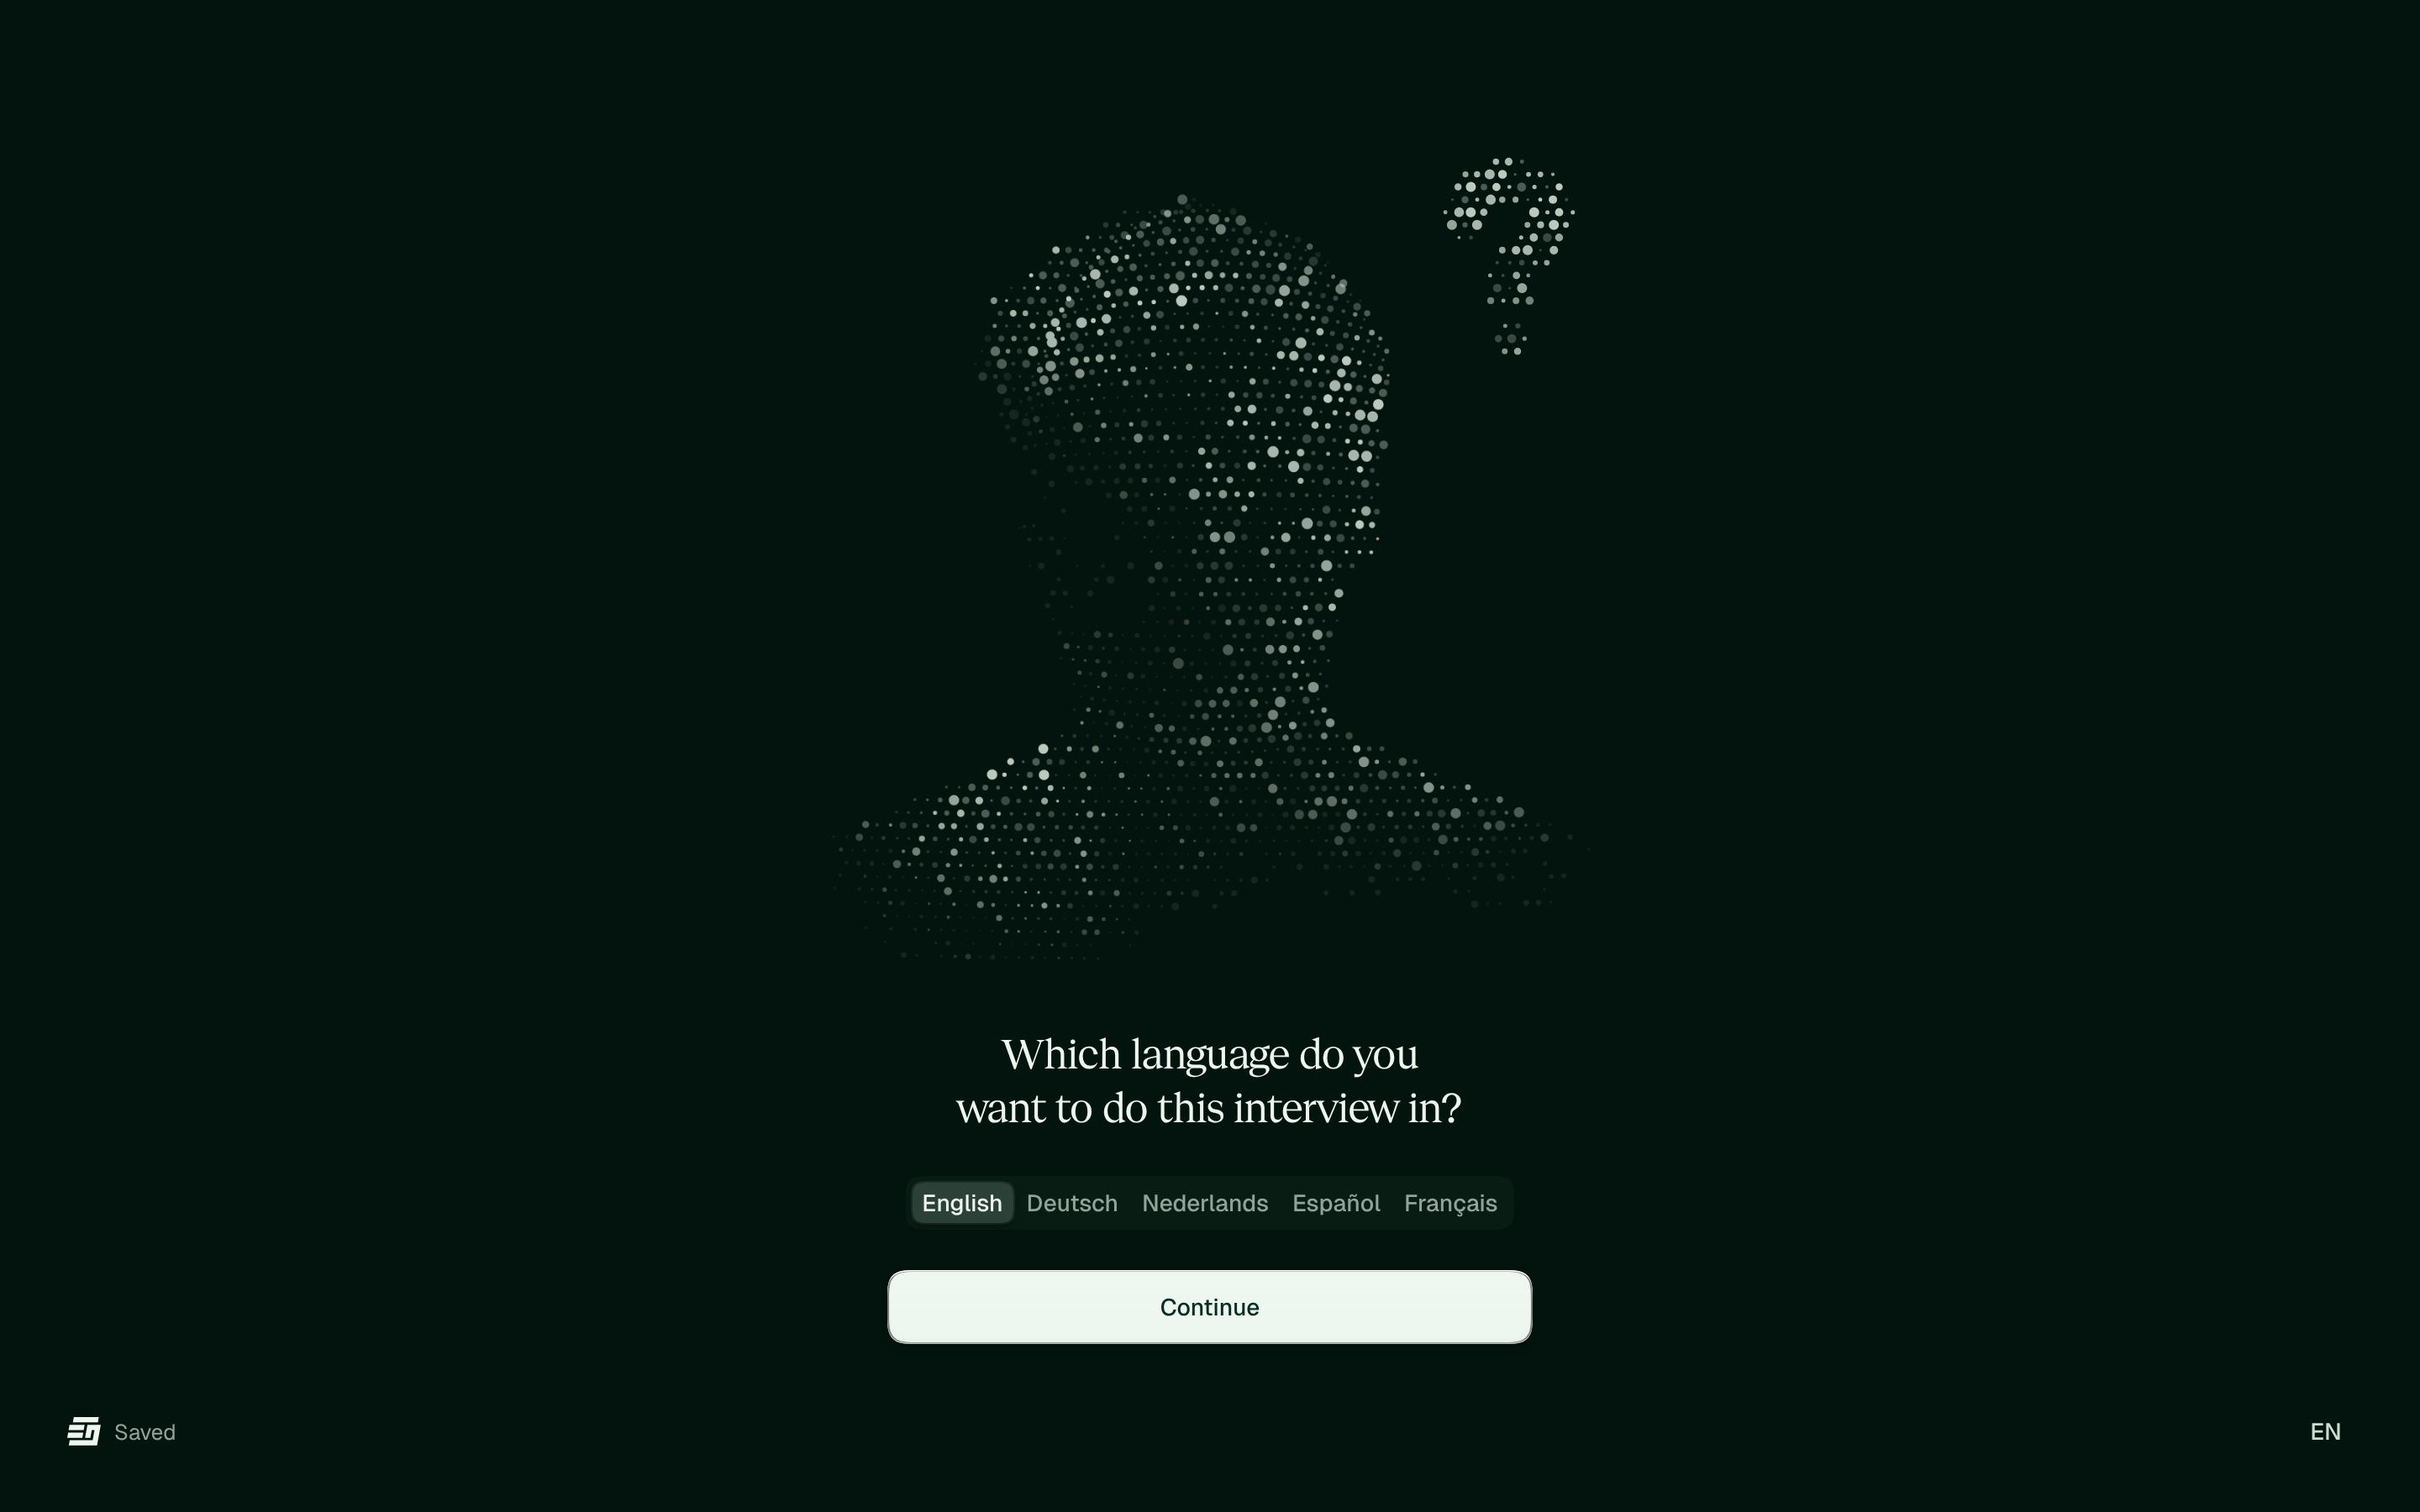 Which language do you
want to do this interview in?
English Deutsch Nederlands Español Français
Continue
Saved
EN